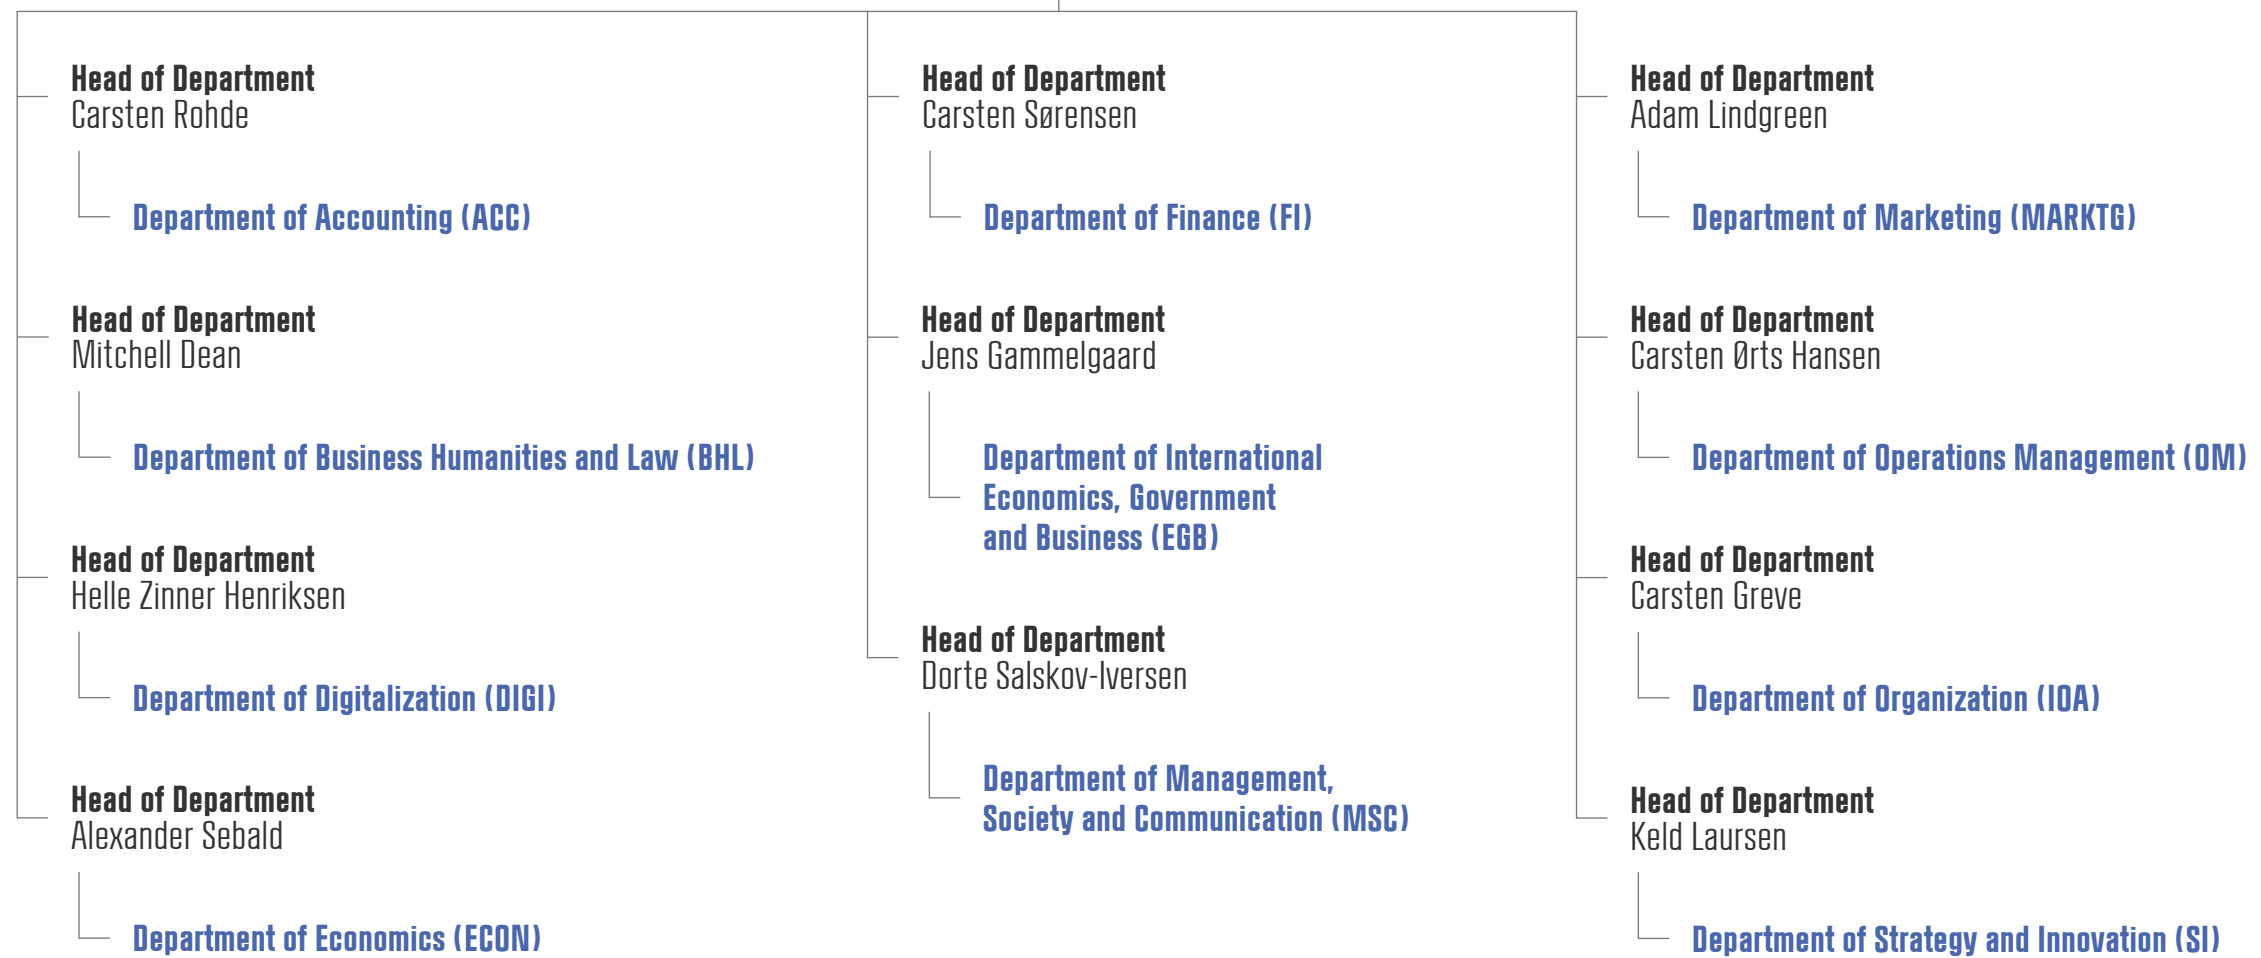 Head of Department
Carsten Rohde
Department of Accounting (ACC)
Head of Department
Mitchell Dean
Department of Business Humanities and Law (BHL)
Head of Department
Helle Zinner Henriksen
Department of Digitalization (DIGI)
Head of Department
Alexander Sebald
Department of Economics (ECON)
Head of Department
Carsten Sørensen
Department of Finance (FI)
Head of Department
Jens Gammelgaard
Department of International
Economics, Government
and Business (EGB)
Head of Department
Dorte Salskov-Iversen
Department of Management,
Society and Communication (MSC)
Head of Department
Adam Lindgreen
Department of Marketing (MARKTG)
Head of Department
Carsten Ørts Hansen
Department of Operations Management (OM)
Head of Department
Carsten Greve
Department of Organization (IOA)
Head of Department
Keld Laursen
Department of Strategy and Innovation (SI)